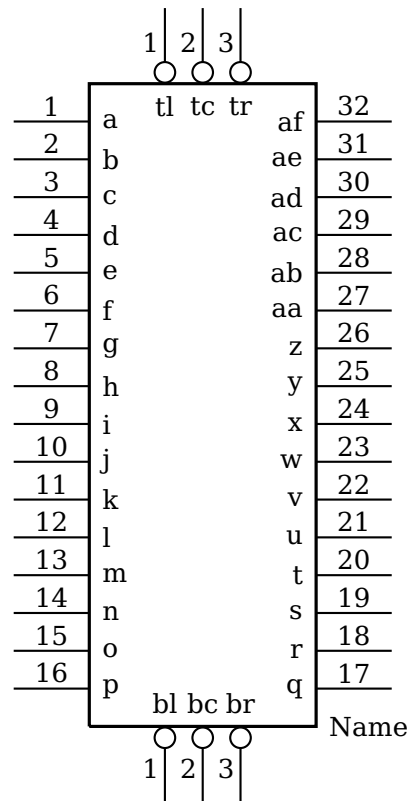 1 2 3
tl tc tr
1 a af 32
2 b ae 31
3 c ad 30
4 d ac 29
5 e ab 28
6 f aa 27
7 g z 26
8 h y 25
9 i x 24
10 j w 23
11 k v 22
12 l u 21
13 m t 20
14 n s 19
15 o r 18
16 p q 17
bl bc br
Name
1 2 3